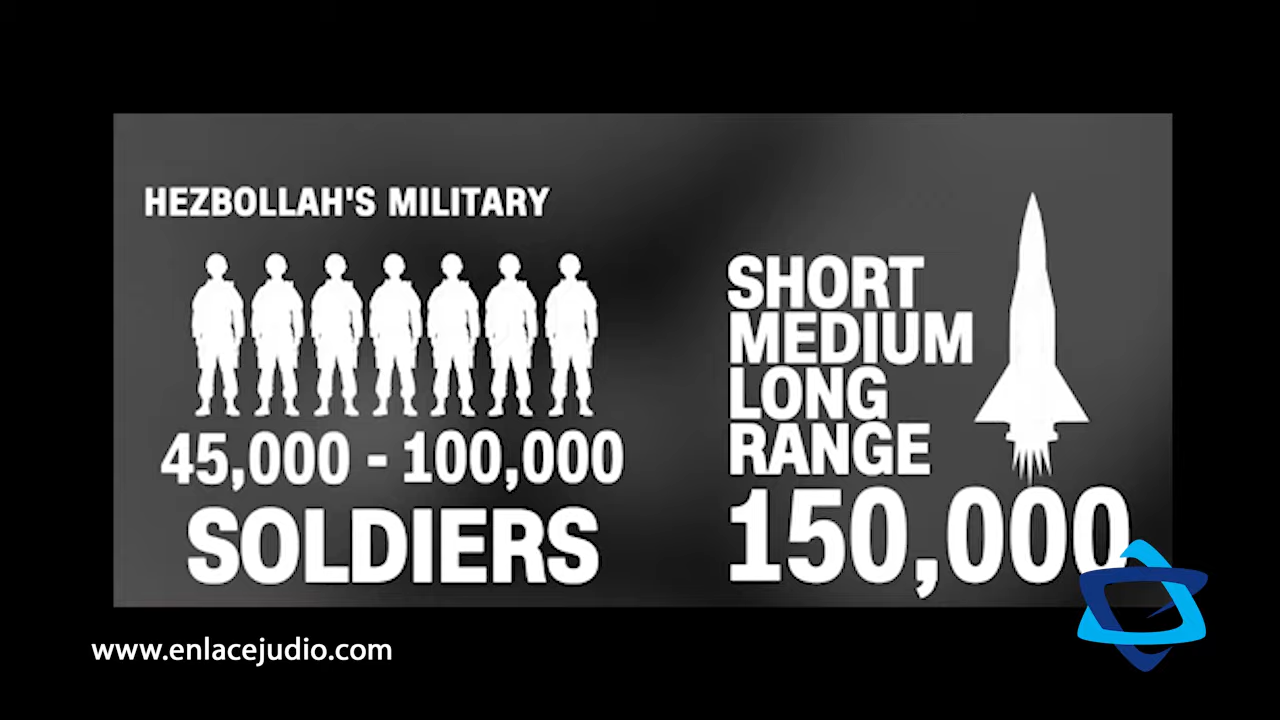 HEZBOLLAH'S MILITARY
45,000 - 100,000
SOLDIERS
SHORT
MEDIUM
LONG
RANGE
150,000
www.enlacejudio.com